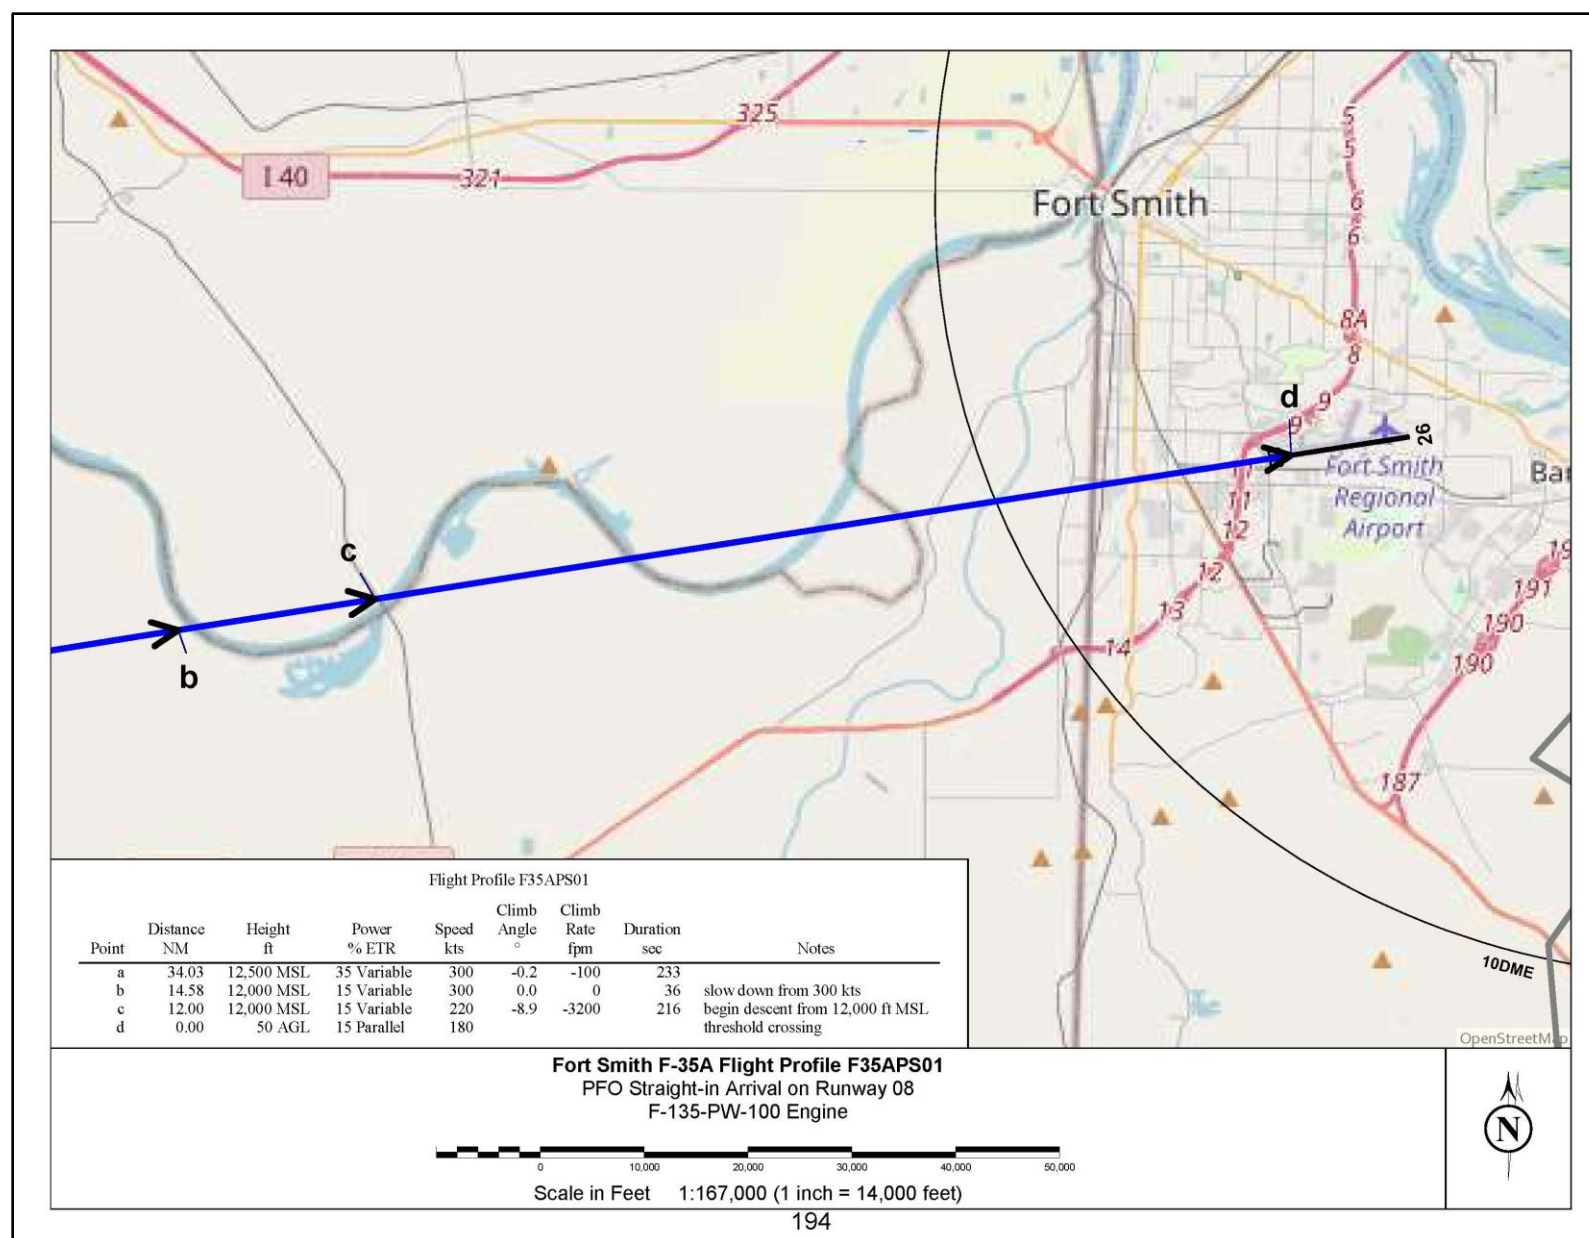 325
I 40
321
Fort Smith
5
5
6
6
8A
8
d
9
9
26
Fort Smith
Regional
Airport
Bar
11
12
c
12
19
191
13
190
14
190
b
187
10DME
OpenStreetMap
Flight Profile F35APS01
Climb Climb
Distance Height Power Speed Angle Rate Duration
Point NM ft % ETR kts ° fpm sec Notes
a 34.03 12,500 MSL 35 Variable 300 -0.2 -100 233
b 14.58 12,000 MSL 15 Variable 300 0.0 0 36 slow down from 300 kts
c 12.00 12,000 MSL 15 Variable 220 -8.9 -3200 216 begin descent from 12,000 ft MSL
d 0.00 50 AGL 15 Parallel 180 threshold crossing
Fort Smith F-35A Flight Profile F35APS01
PFO Straight-in Arrival on Runway 08
F-135-PW-100 Engine
0 10,000 20,000 30,000 40,000 50,000
Scale in Feet 1:167,000 (1 inch = 14,000 feet)
N
194